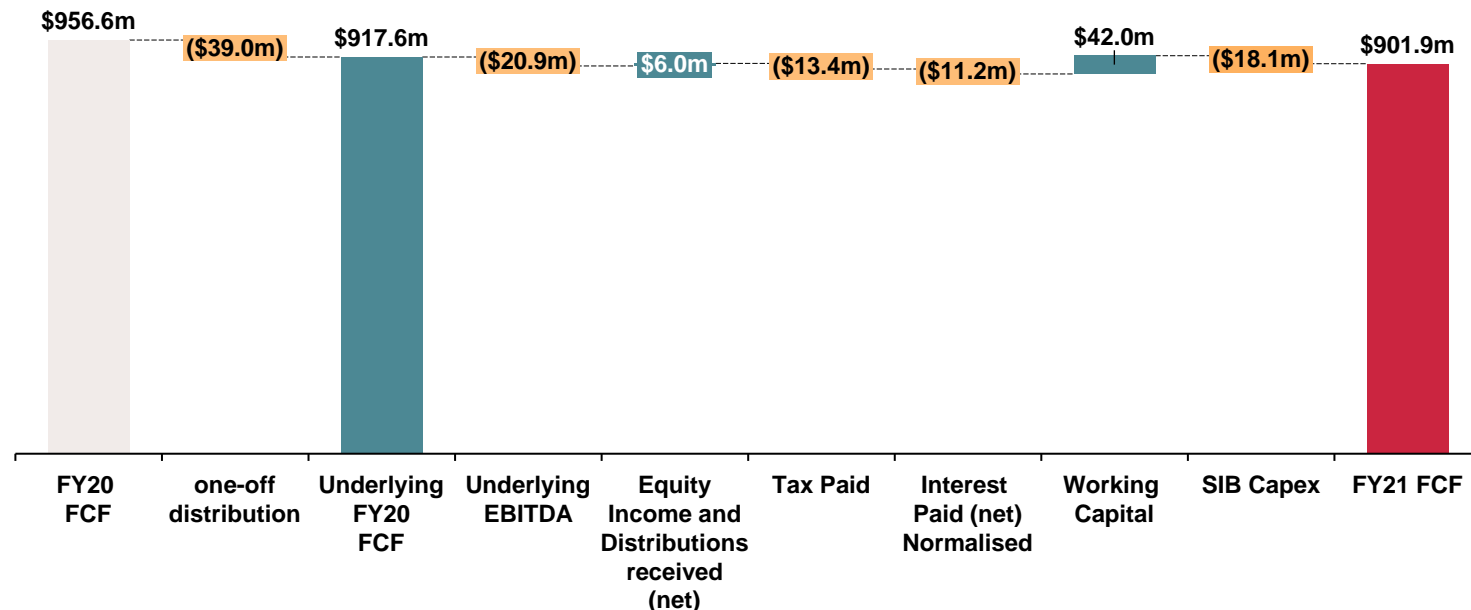 $956.6m
($39.0m)
$917.6m
($20.9m)
$6.0m
($13.4m)
($11.2m)
$42.0m
($18.1m)
$901.9m
FY20
FCF
one-off
distribution
Underlying
FY20
FCF
Underlying
EBITDA
Equity
Income and
Distributions
received
(net)
Tax Paid
Interest
Paid (net)
Normalised
Working
Capital
SIB Capex
FY21 FCF